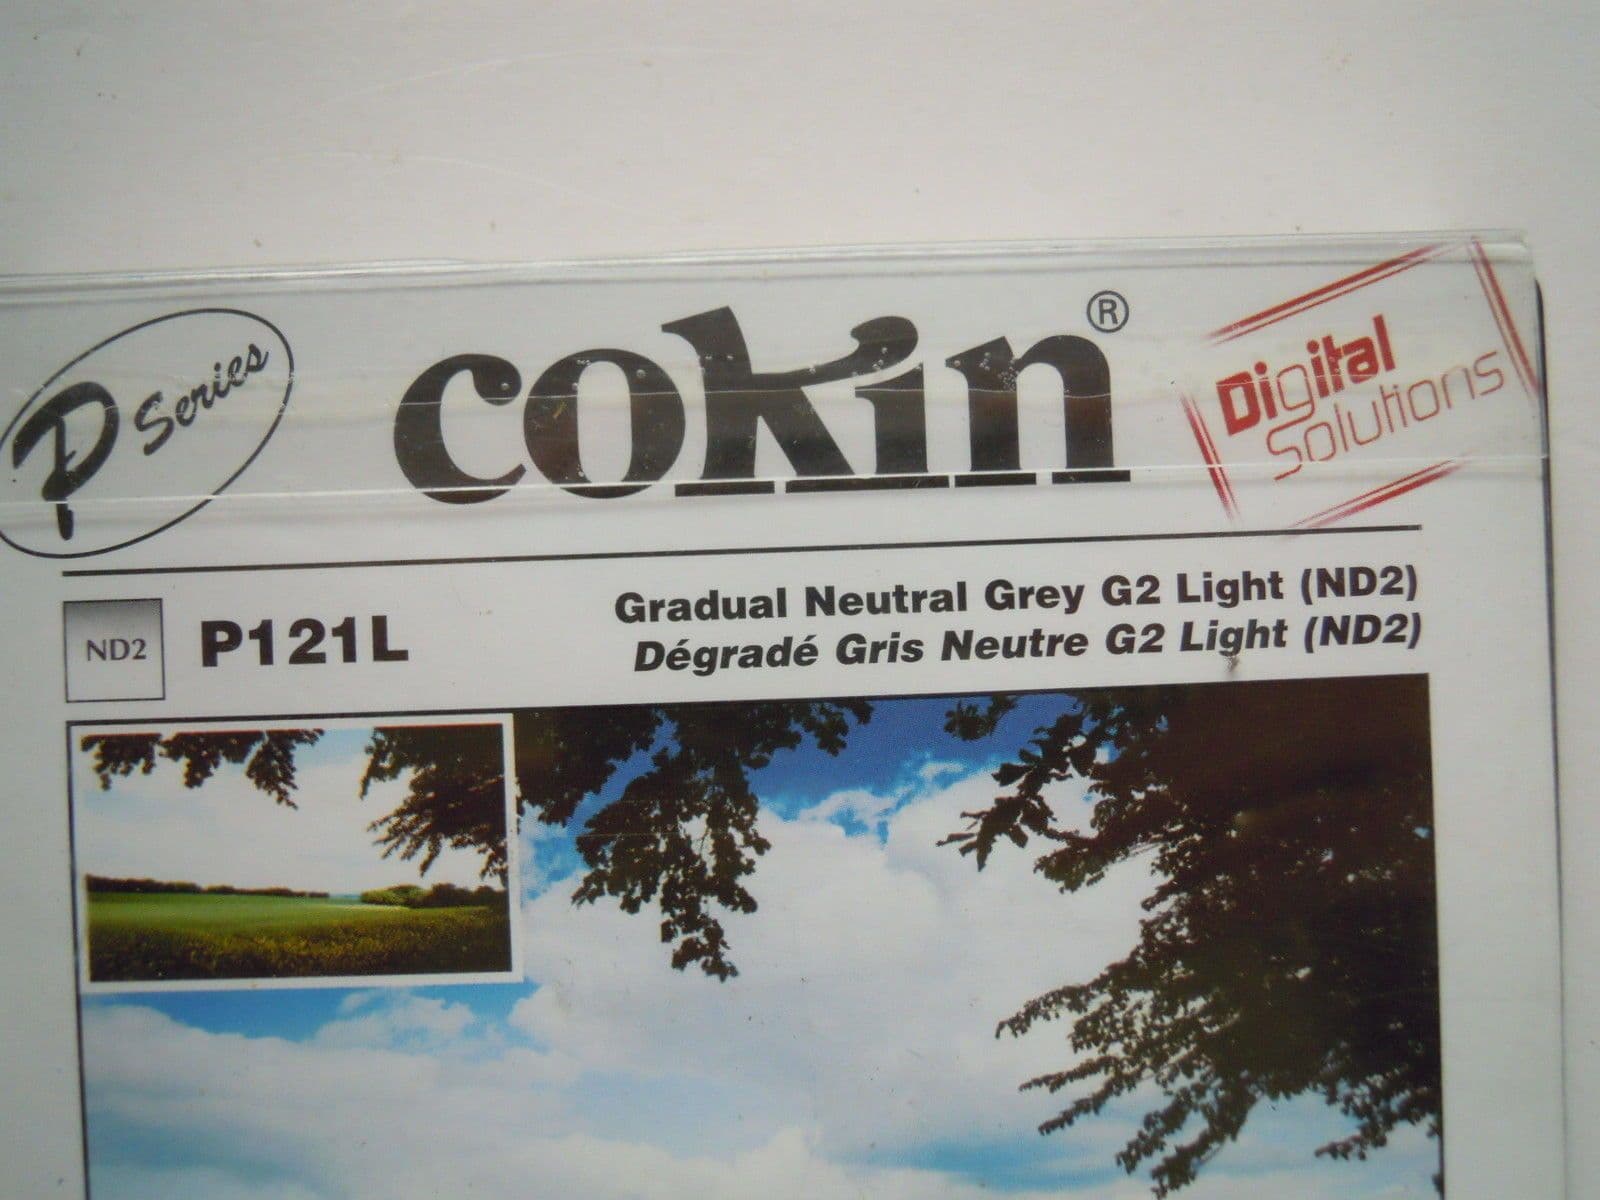 P Series
cokin®
Digital
Solutions
ND2
P121L
Gradual Neutral Grey G2 Light (ND2)
Dégradé Gris Neutre G2 Light (ND2)